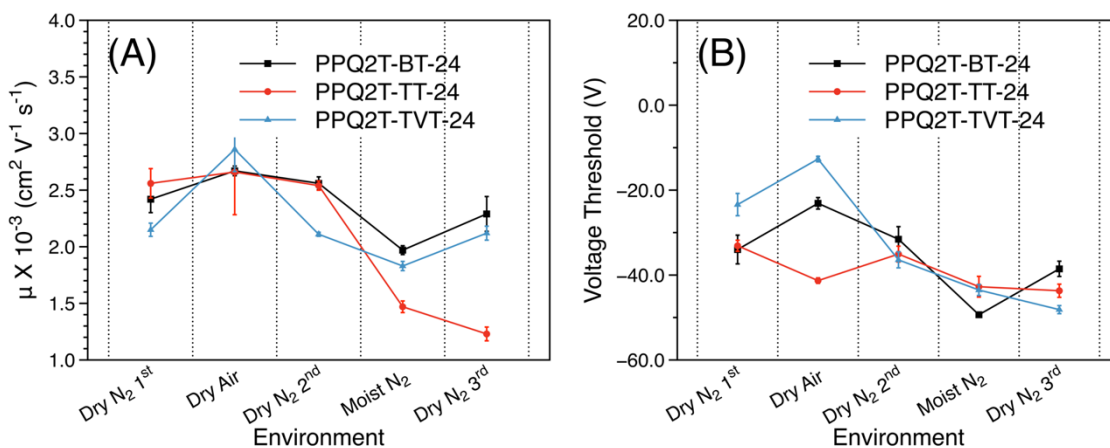 (A)
PPQ2T-BT-24
PPQ2T-TT-24
PPQ2T-TVT-24
μ X 10⁻³ (cm² V⁻¹ s⁻¹)
4.0
3.5
3.0
2.5
2.0
1.5
1.0
Dry N₂ 1ˢᵗ
Dry Air
Dry N₂ 2ⁿᵈ
Moist N₂
Dry N₂ 3ʳᵈ
Environment
(B)
PPQ2T-BT-24
PPQ2T-TT-24
PPQ2T-TVT-24
Voltage Threshold (V)
20.0
0.0
−20.0
−40.0
−60.0
Dry N₂ 1ˢᵗ
Dry Air
Dry N₂ 2ⁿᵈ
Moist N₂
Dry N₂ 3ʳᵈ
Environment